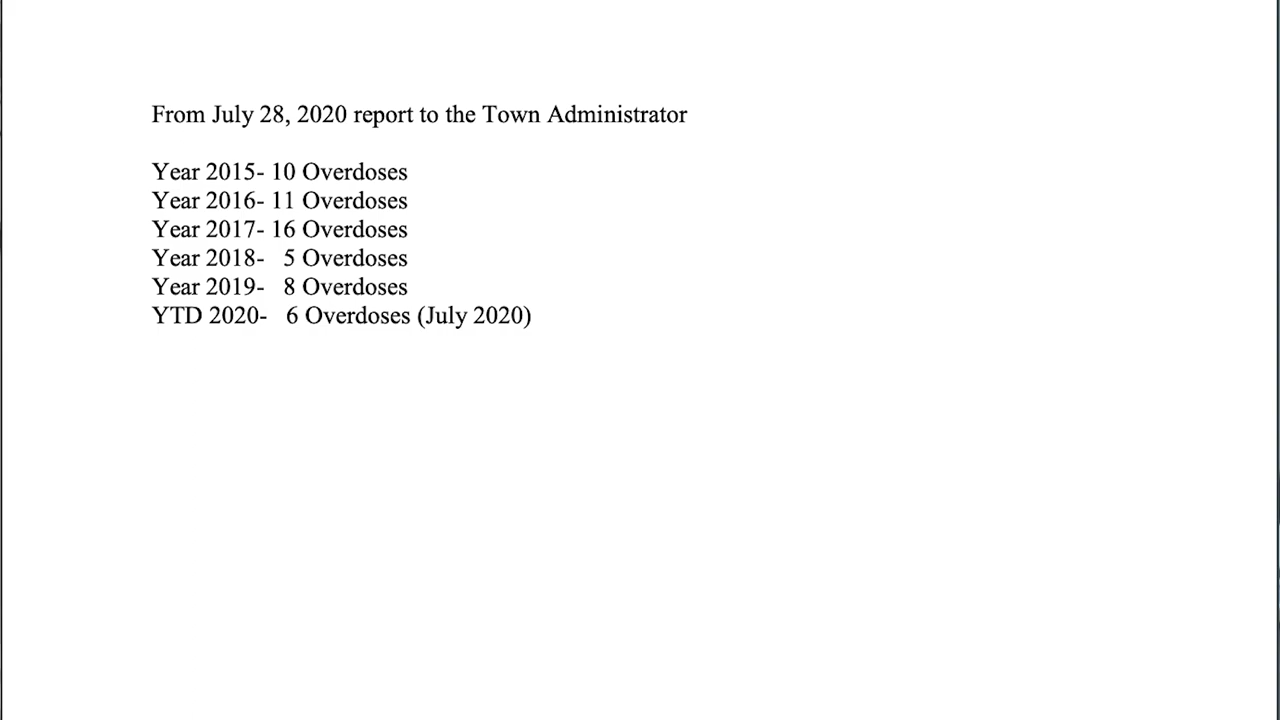 From July 28, 2020 report to the Town Administrator
Year 2015- 10 Overdoses
Year 2016- 11 Overdoses
Year 2017- 16 Overdoses
Year 2018-   5 Overdoses
Year 2019-   8 Overdoses
YTD 2020-   6 Overdoses (July 2020)